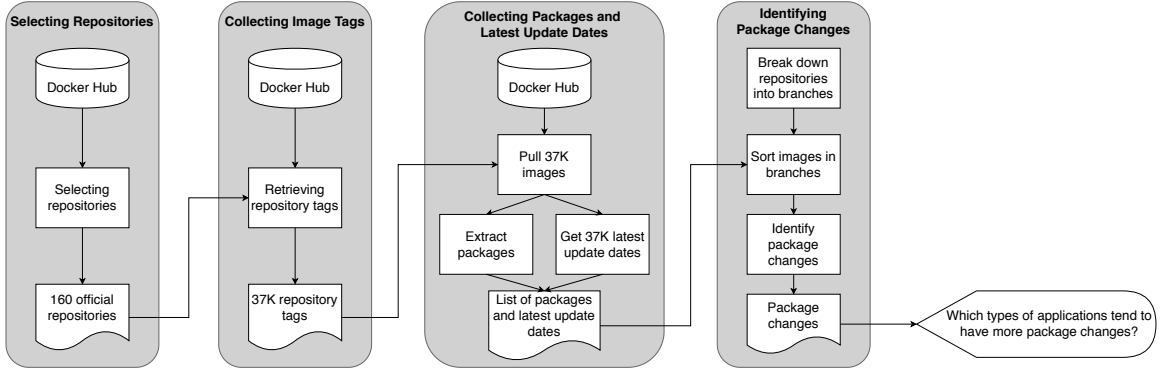 Selecting Repositories
Docker Hub
Selecting
repositories
160 official
repositories
Collecting Image Tags
Docker Hub
Retrieving
repository tags
37K repository
tags
Collecting Packages and
Latest Update Dates
Docker Hub
Pull 37K
images
Extract
packages
Get 37K latest
update dates
List of packages
and latest update
dates
Identifying
Package Changes
Break down
repositories
into branches
Sort images in
branches
Identify
package
changes
Package
changes
Which types of applications tend to
have more package changes?